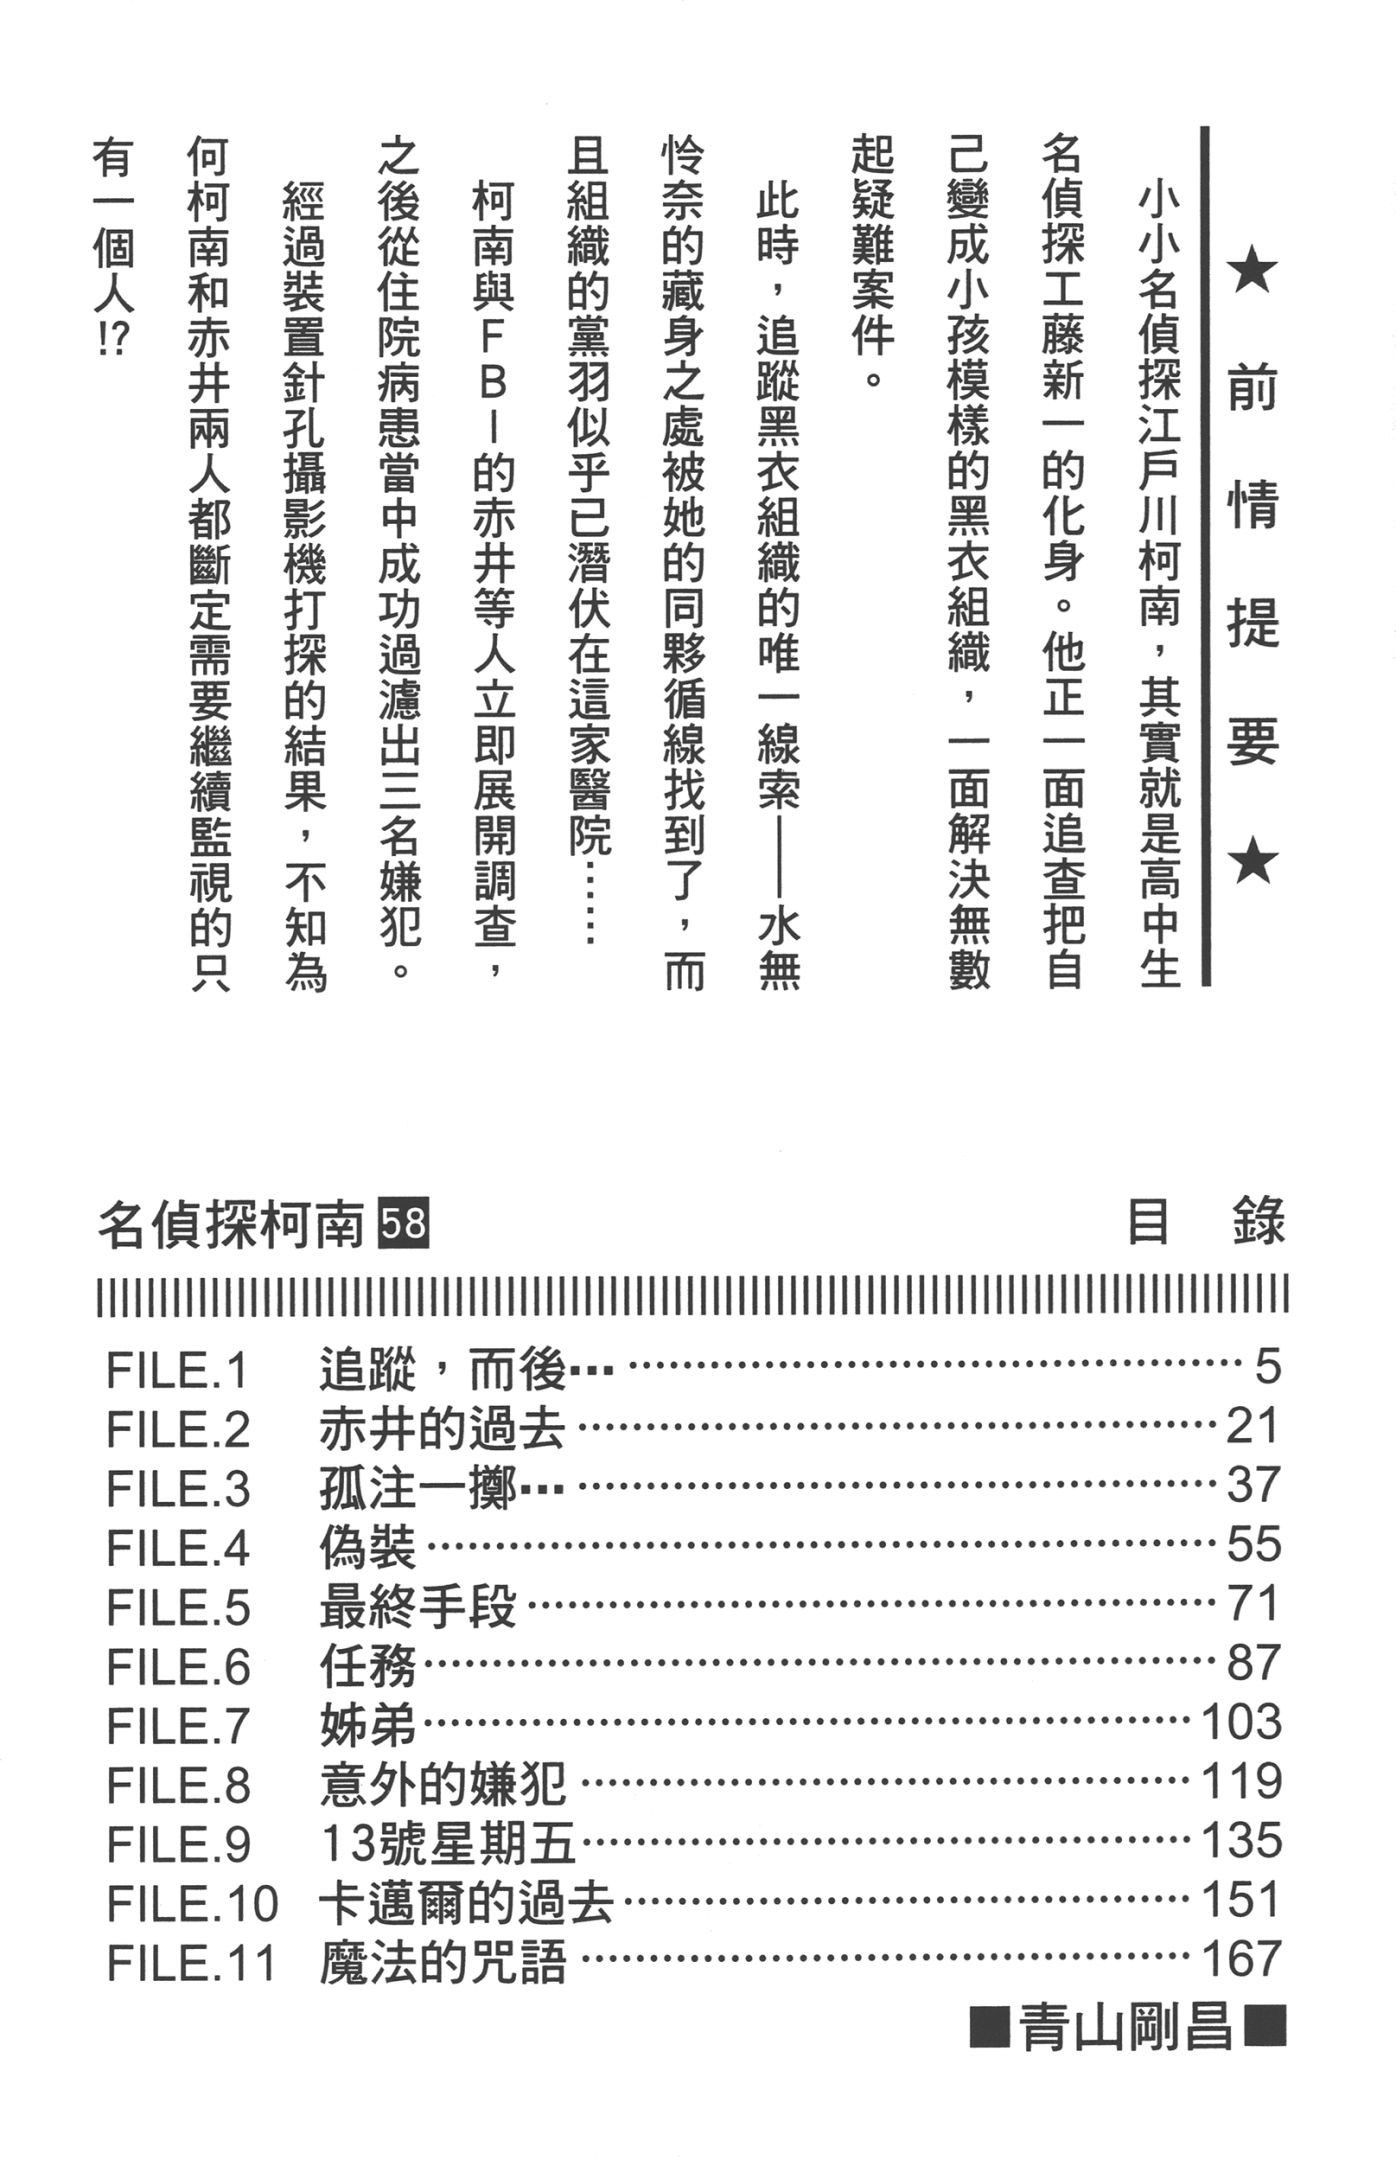 ★前情提要★
小小名偵探江戶川柯南，其實就是高中生
名偵探工藤新一的化身。他正一面追查把自
己變成小孩模樣的黑衣組織，一面解決無數
起疑難案件。
此時，追蹤黑衣組織的唯一線索——水無
怜奈的藏身之處被她的同夥循線找到了，而
且組織的黨羽似乎已潛伏在這家醫院……
柯南與FBI的赤井等人立即展開調查，
之後從住院病患當中成功過濾出三名嫌犯。
經過裝置針孔攝影機打探的結果，不知為
何柯南和赤井兩人都斷定需要繼續監視的只
有一個人!?
名偵探柯南58 目錄
FILE.1 追蹤，而後…………………………5
FILE.2 赤井的過去…………………………21
FILE.3 孤注一擲…………………………37
FILE.4 偽裝…………………………55
FILE.5 最終手段…………………………71
FILE.6 任務…………………………87
FILE.7 姊弟…………………………103
FILE.8 意外的嫌犯…………………………119
FILE.9 13號星期五…………………………135
FILE.10 卡邁爾的過去…………………………151
FILE.11 魔法的咒語…………………………167
■青山剛昌■